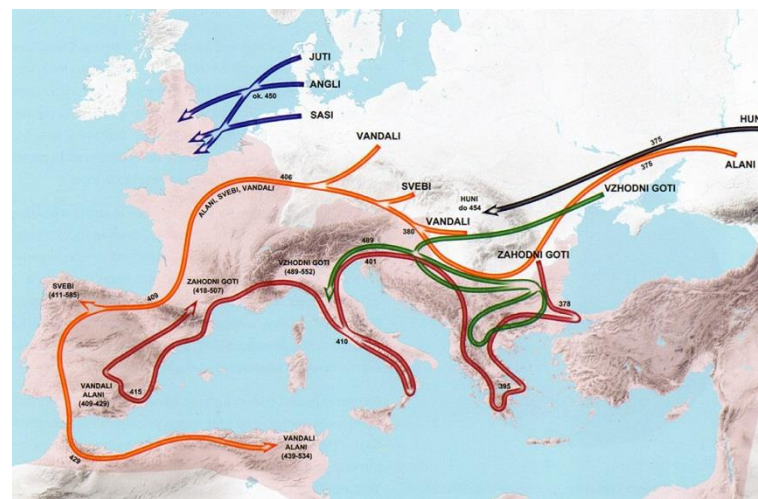 JUTI
ANGLI
ok. 450
SASI
VANDALI
HUNI
375
375
ALANI
406
ALANI, SVEBI, VANDALI
SVEBI
HUNI
do 454
VZHODNI GOTI
VANDALI
380
489
401
VZHODNI GOTI
(489-552)
ZAHODNI GOTI
ZAHODNI GOTI
(418-507)
SVEBI
(411-585)
409
378
410
395
VANDALI
ALANI
(409-429)
415
429
VANDALI
ALANI
(439-534)